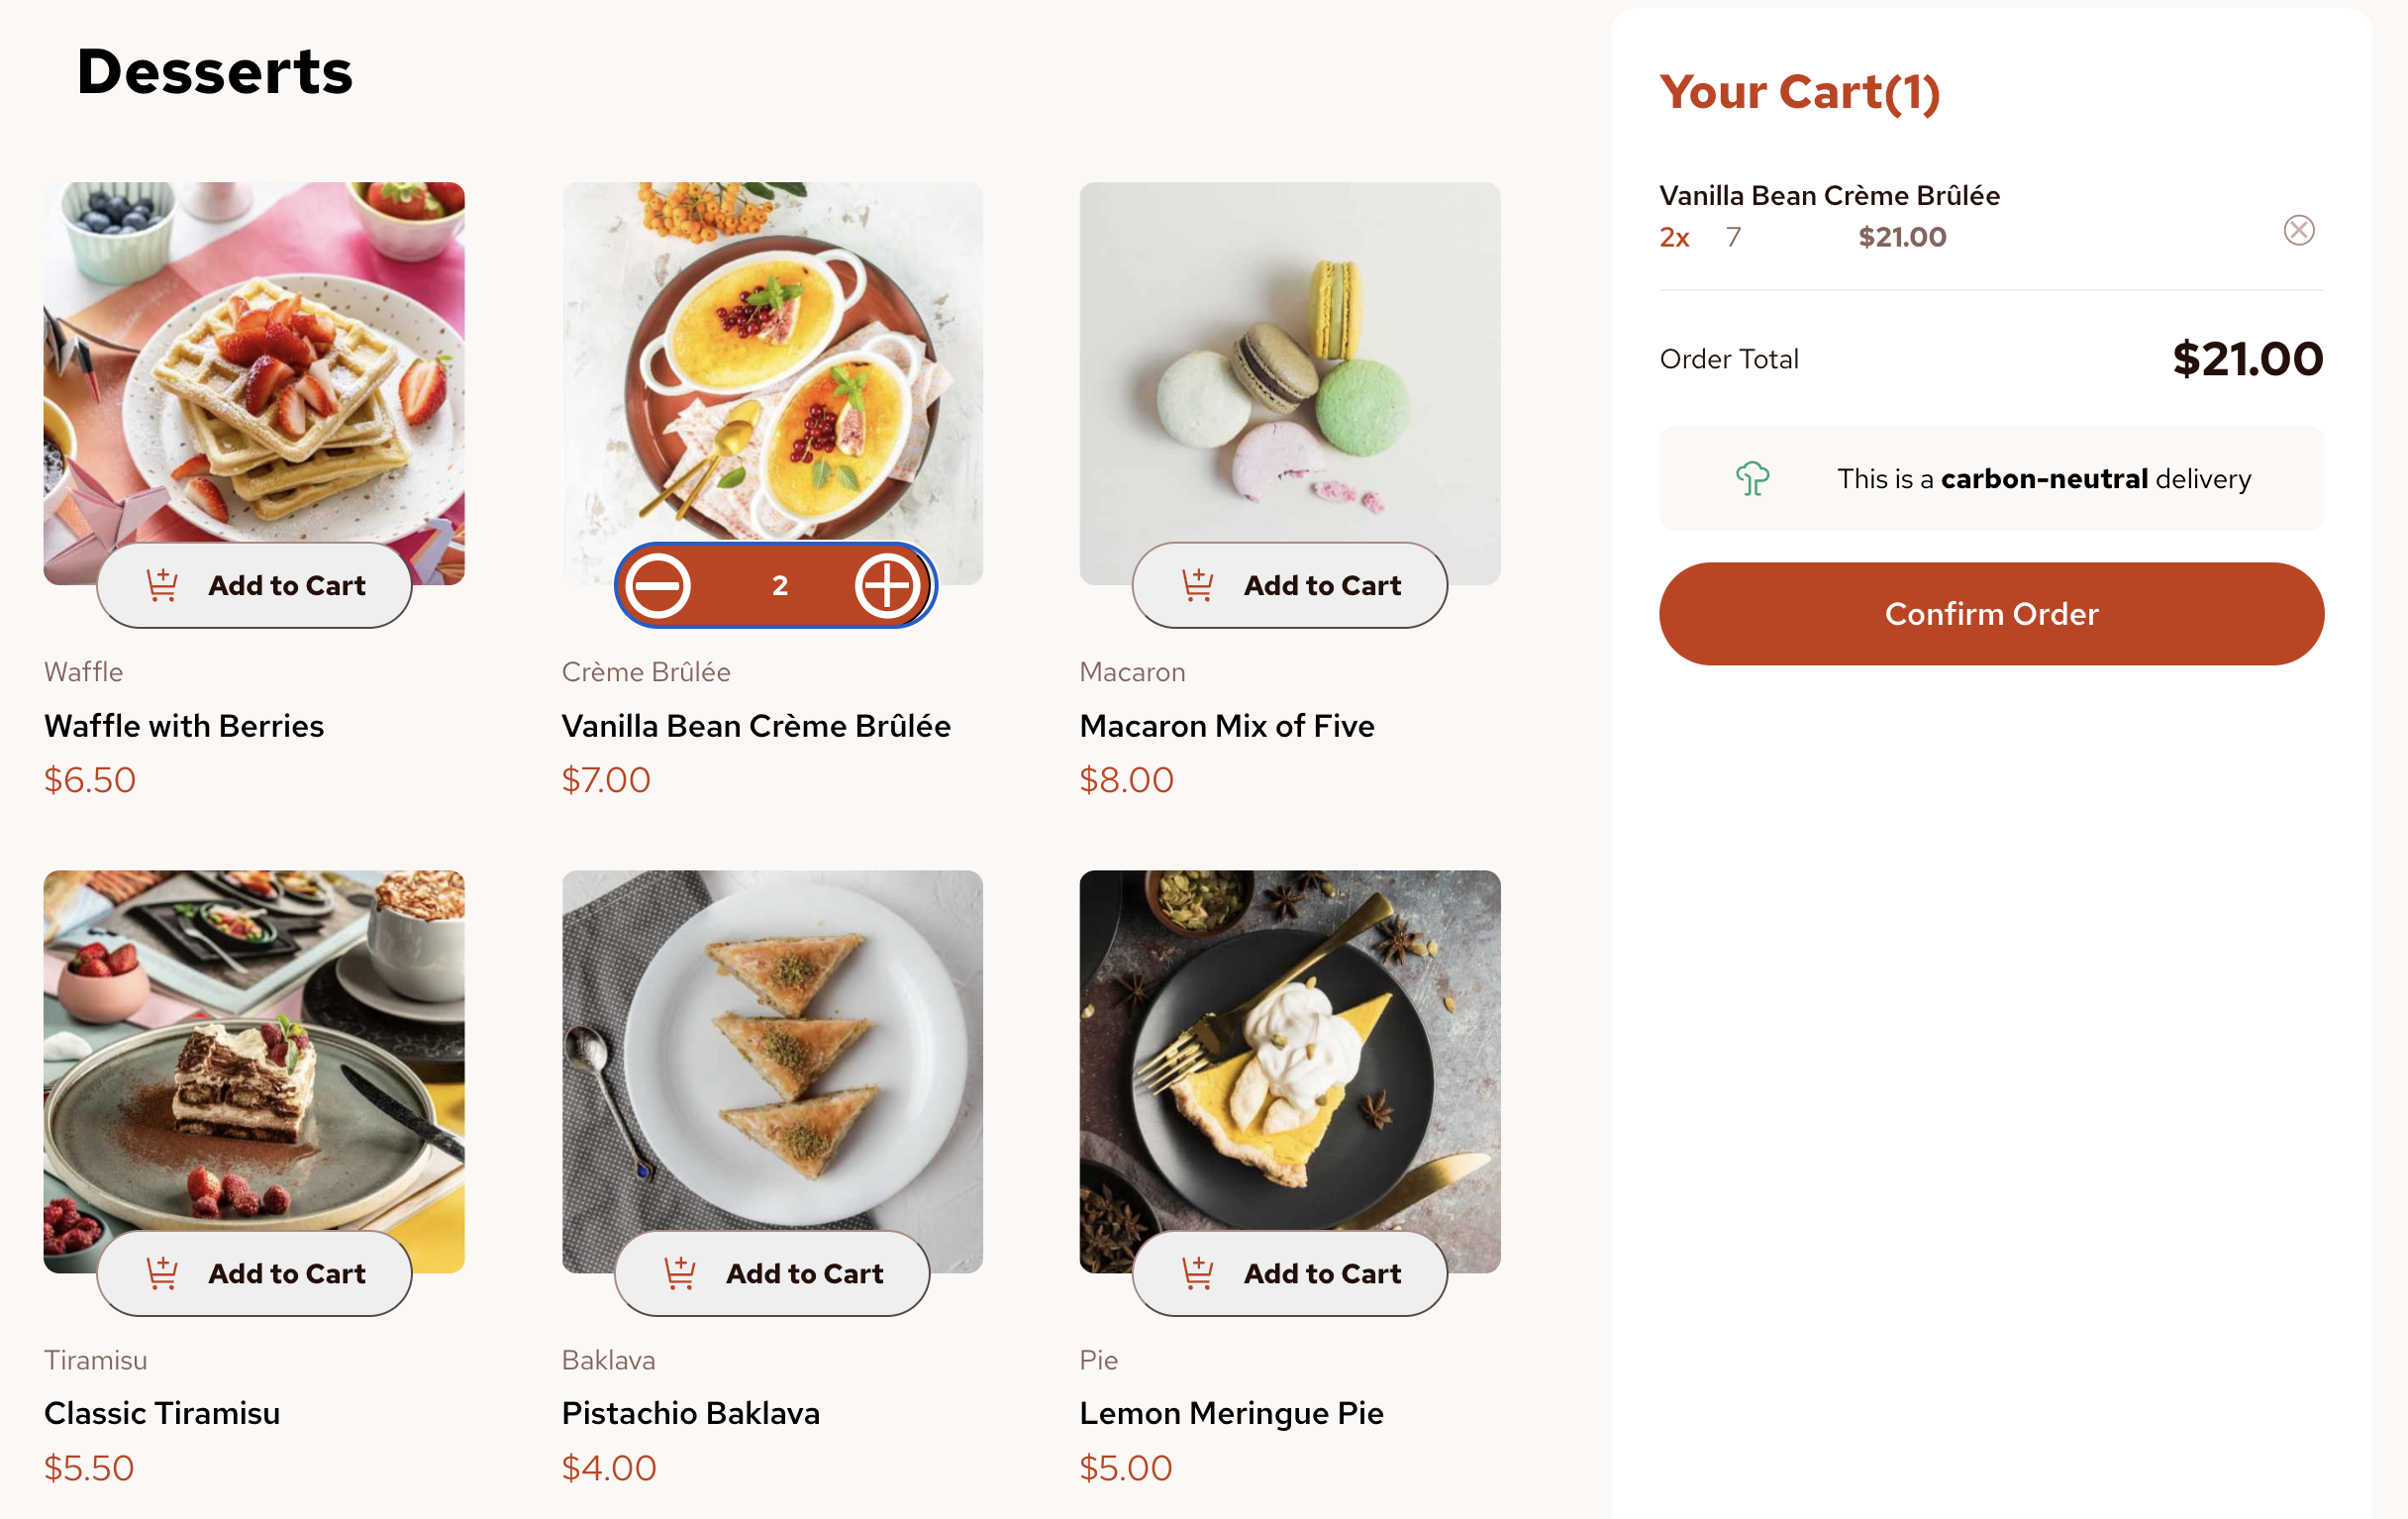 Desserts
Add to Cart
Waffle
Waffle with Berries
$6.50
2
Crème Brûlée
Vanilla Bean Crème Brûlée
$7.00
Add to Cart
Macaron
Macaron Mix of Five
$8.00
Add to Cart
Tiramisu
Classic Tiramisu
$5.50
Add to Cart
Baklava
Pistachio Baklava
$4.00
Add to Cart
Pie
Lemon Meringue Pie
$5.00
Your Cart(1)
Vanilla Bean Crème Brûlée
2x 7 $21.00
Order Total $21.00
This is a carbon-neutral delivery
Confirm Order